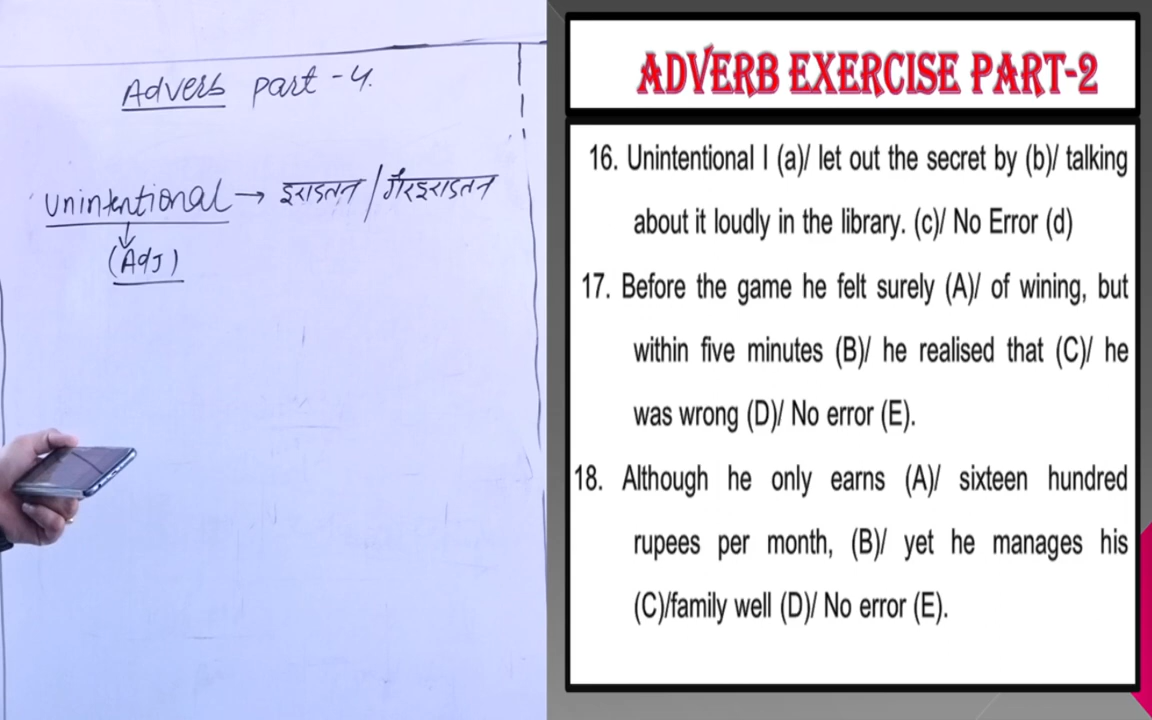 Adverb part - 4.
Unintentional → इरादतन / गैरइरादतन
(Adj)
ADVERB EXERCISE PART-2
16. Unintentional I (a)/ let out the secret by (b)/ talking
about it loudly in the library. (c)/ No Error (d)
17. Before the game he felt surely (A)/ of wining, but
within five minutes (B)/ he realised that (C)/ he
was wrong (D)/ No error (E).
18. Although he only earns (A)/ sixteen hundred
rupees per month, (B)/ yet he manages his
(C)/family well (D)/ No error (E).